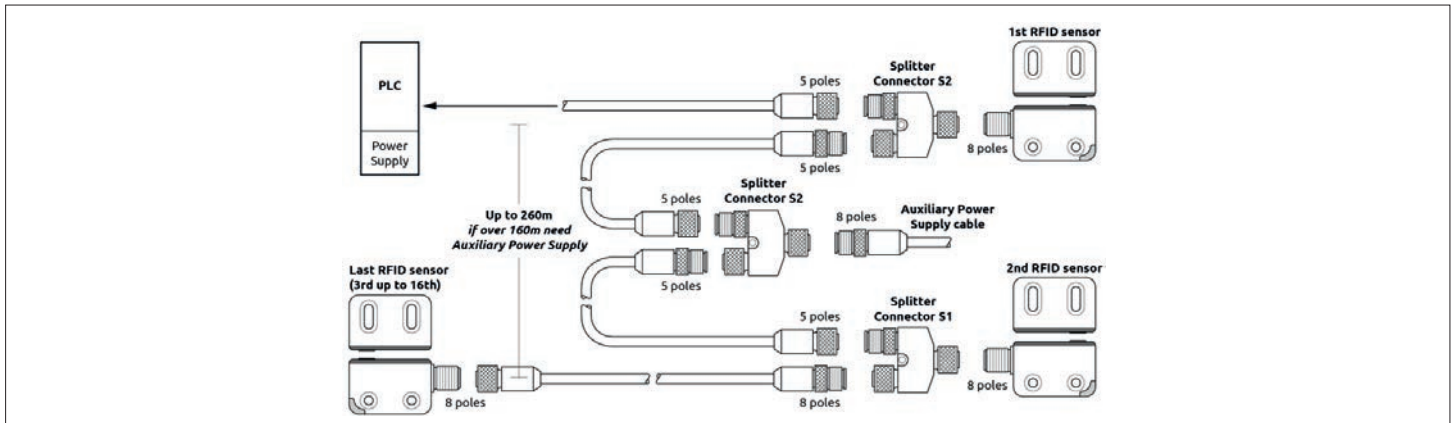 1st RFID sensor
Splitter
Connector S2
5 poles
PLC
8 poles
Power
Supply
5 poles
Splitter
Connector S2
5 poles
8 poles
Auxiliary Power
Supply cable
Up to 260m
if over 160m need
Auxiliary Power Supply
Last RFID sensor
(3rd up to 16th)
2nd RFID sensor
5 poles
Splitter
Connector S1
5 poles
8 poles
8 poles
8 poles